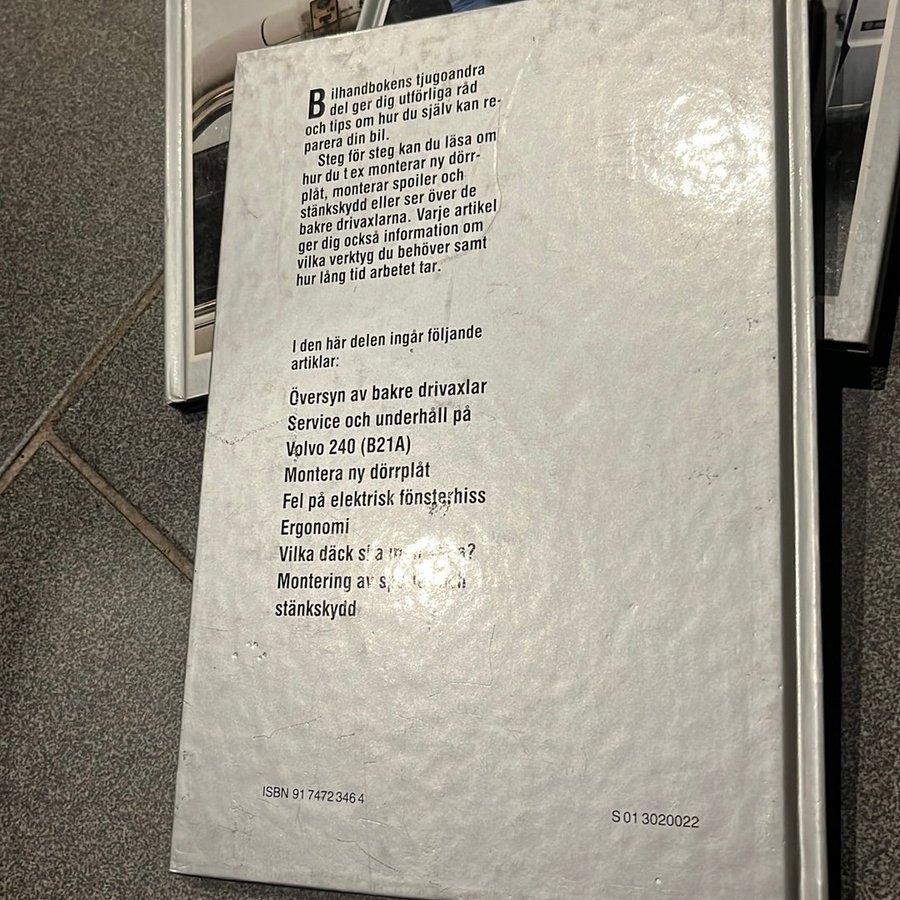 Bilhandbokens tjugoandra
del ger dig utförliga råd
och tips om hur du själv kan re-
parera din bil.
Steg för steg kan du läsa om
hur du t ex monterar ny dörr-
plåt, monterar spoiler och
stänkskydd eller ser över de
bakre drivaxlarna. Varje artikel
ger dig också information om
vilka verktyg du behöver samt
hur lång tid arbetet tar.
I den här delen ingår följande
artiklar:
Översyn av bakre drivaxlar
Service och underhåll på
Volvo 240 (B21A)
Montera ny dörrplåt
Fel på elektrisk fönsterhiss
Ergonomi
Vilka däck ska
Montering av
stänkskydd
ISBN 91 7472 346 4
S 01 3020022